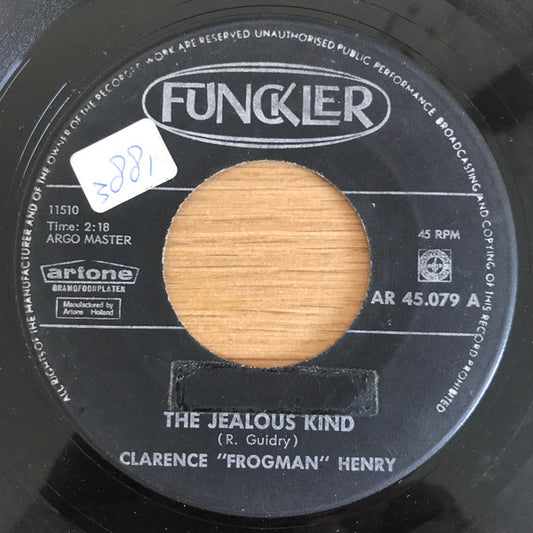 ALL RIGHTS OF THE MANUFACTURER AND OF THE OWNER OF THE RECORDED WORK ARE RESERVED UNAUTHORISED PUBLIC PERFORMANCE BROADCASTING AND COPYING OF THIS RECORD PROHIBITED
FUNCKLER
3881
11510
Time: 2:18
ARGO MASTER
45 RPM
artone
GRAMOFOONPLATEN
Manufactured by
Artone Holland
AR 45.079 A
THE JEALOUS KIND
(R. Guidry)
CLARENCE "FROGMAN" HENRY